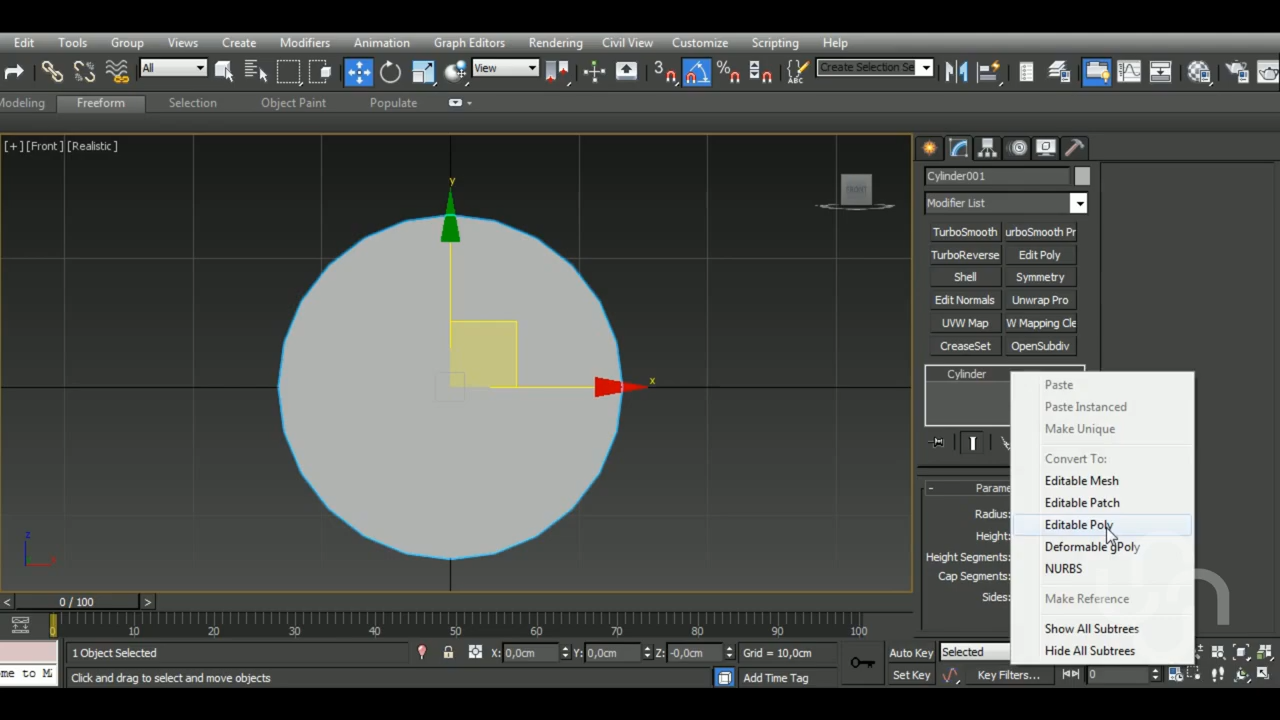 Edit Tools Group Views Create Modifiers Animation Graph Editors Rendering Civil View Customize Scripting Help
All View 3 % ABC Create Selection Se
Modeling Freeform Selection Object Paint Populate
[+] [Front] [Realistic]
y
FRONT
x
z
Cylinder001
Modifier List
TurboSmooth urboSmooth Pr
TurboReverse Edit Poly
Shell Symmetry
Edit Normals Unwrap Pro
UVW Map W Mapping Cle
CreaseSet OpenSubdiv
Cylinder
- Parame
Radius:
Height:
Height Segments:
Cap Segments:
Sides:
Paste
Paste Instanced
Make Unique
Convert To:
Editable Mesh
Editable Patch
Editable Poly
Deformable gPoly
NURBS
Make Reference
Show All Subtrees
Hide All Subtrees
< 0 / 100 >
0 10 20 30 40 50 60 70 80 90 100
1 Object Selected X: 0,0cm Y: 0,0cm Z: -0,0cm Grid = 10,0cm Auto Key Selected
ome to M Click and drag to select and move objects Add Time Tag Set Key Key Filters... 0